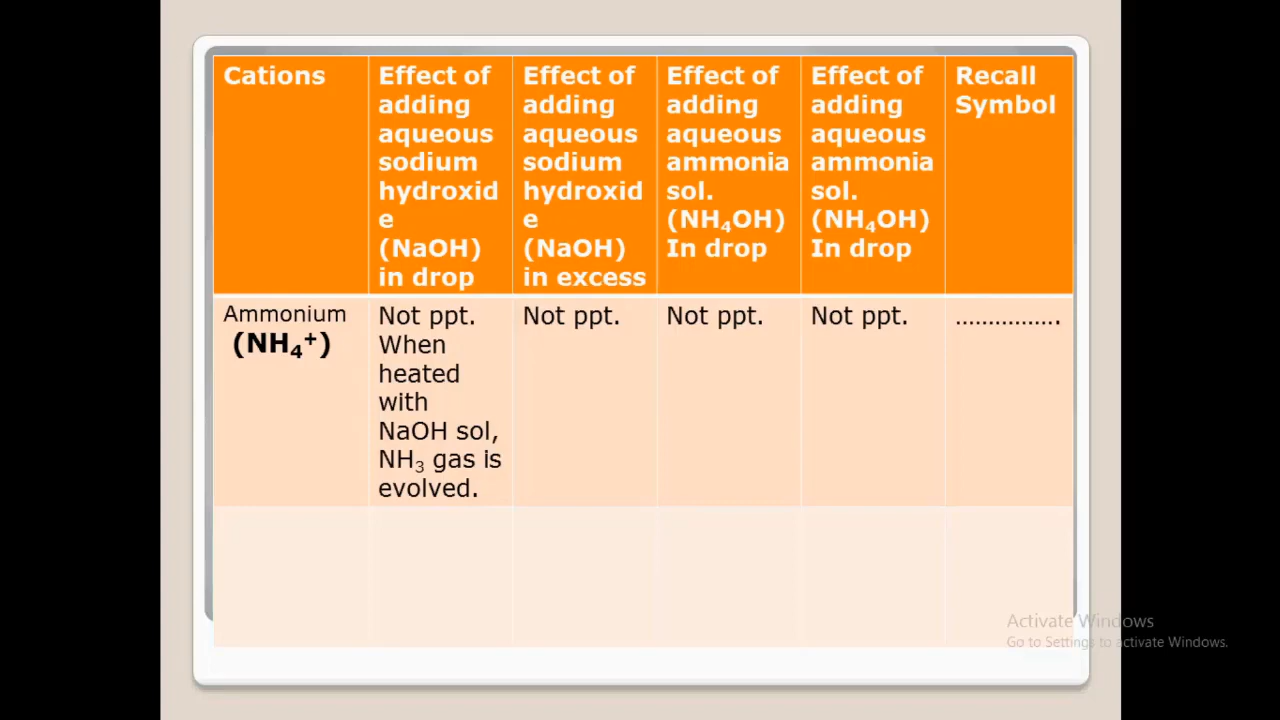 Cations
Effect of
adding
aqueous
sodium
hydroxid
e
(NaOH)
in drop
Effect of
adding
aqueous
sodium
hydroxid
e
(NaOH)
in excess
Effect of
adding
aqueous
ammonia
sol.
(NH₄OH)
In drop
Effect of
adding
aqueous
ammonia
sol.
(NH₄OH)
In drop
Recall
Symbol
Ammonium
(NH₄⁺)
Not ppt.
When
heated
with
NaOH sol,
NH₃ gas is
evolved.
Not ppt.
Not ppt.
Not ppt.
................
Activate Windows
Go to Settings to activate Windows.